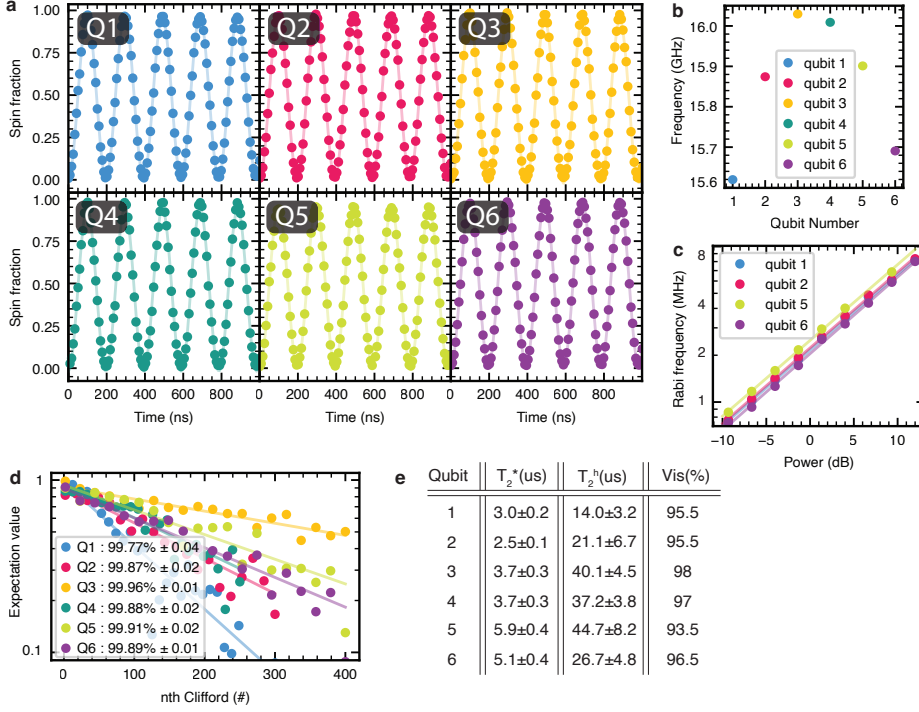 a
Q1
Q2
Q3
Spin fraction
1.00
0.75
0.50
0.25
0.00
Q4
Q5
Q6
Spin fraction
1.00
0.75
0.50
0.25
0.00
0 200 400 600 800
0 200 400 600 800
0 200 400 600 800
Time (ns)
Time (ns)
Time (ns)
b
Frequency (GHz)
16.0
15.9
15.7
15.6
qubit 1
qubit 2
qubit 3
qubit 4
qubit 5
qubit 6
1 2 3 4 5 6
Qubit Number
c
Rabi frequency (MHz)
8
4
2
1
qubit 1
qubit 2
qubit 5
qubit 6
−10 −5 0 5 10
Power (dB)
d
Expectation value
1
0.1
Q1 : 99.77% ± 0.04
Q2 : 99.87% ± 0.02
Q3 : 99.96% ± 0.01
Q4 : 99.88% ± 0.02
Q5 : 99.91% ± 0.02
Q6 : 99.89% ± 0.01
0 100 200 300 400
nth Clifford (#)
e
Qubit T2*(us) T2h(us) Vis(%)
1 3.0±0.2 14.0±3.2 95.5
2 2.5±0.1 21.1±6.7 95.5
3 3.7±0.3 40.1±4.5 98
4 3.7±0.3 37.2±3.8 97
5 5.9±0.4 44.7±8.2 93.5
6 5.1±0.4 26.7±4.8 96.5